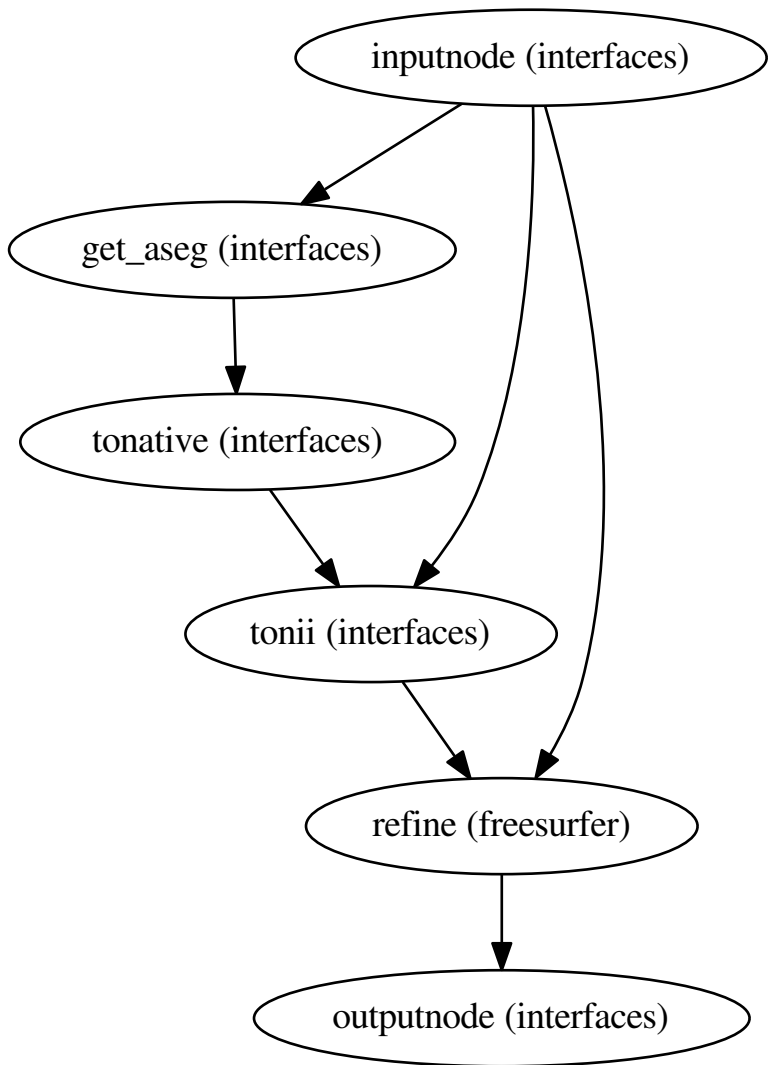 inputnode (interfaces)
get_aseg (interfaces)
tonative (interfaces)
tonii (interfaces)
refine (freesurfer)
outputnode (interfaces)